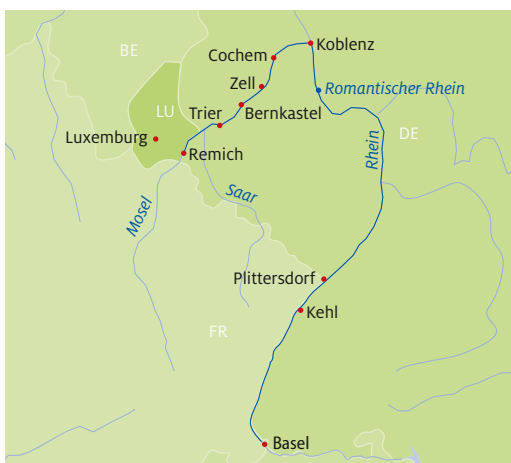 BE
Koblenz
Cochem
Zell
Romantischer Rhein
LU
Trier
Bernkastel
DE
Luxemburg
Remich
Rhein
Saar
Mosel
Plittersdorf
Kehl
FR
Basel